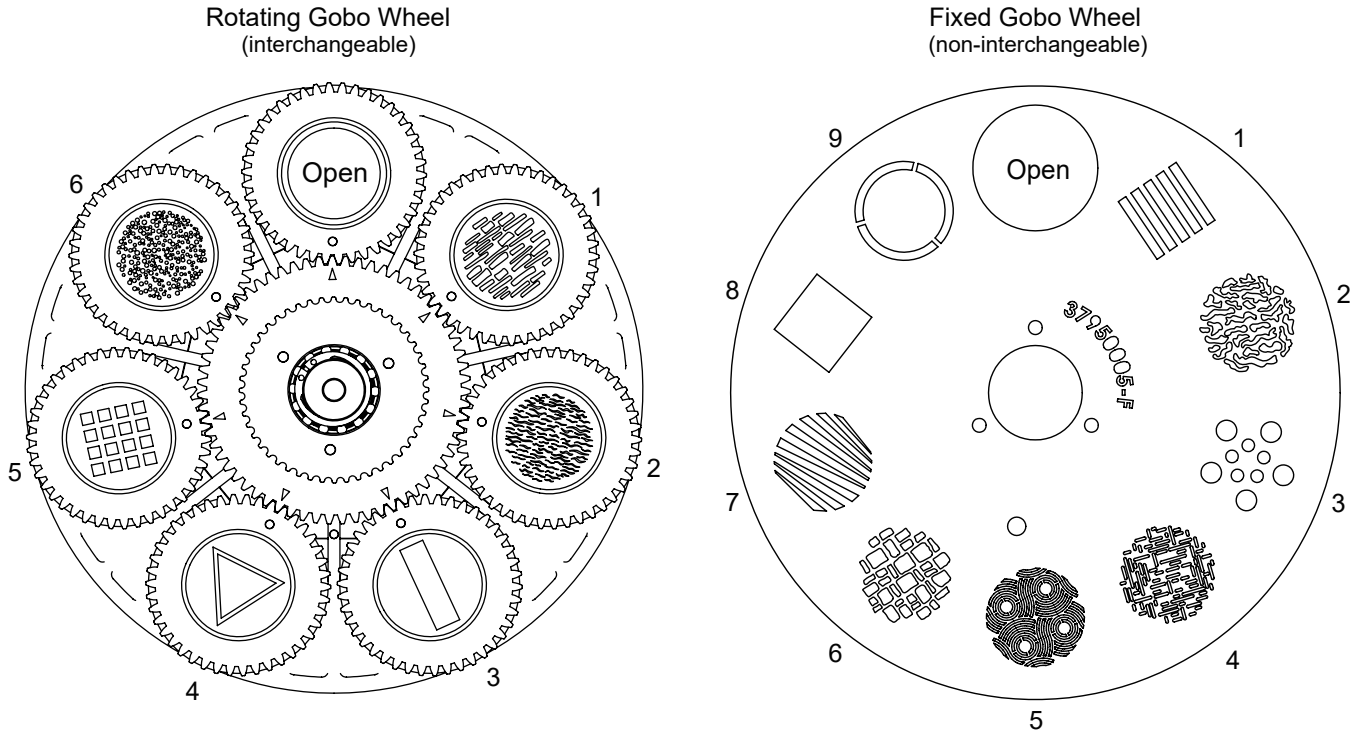 Rotating Gobo Wheel
(interchangeable)
Open
1
2
3
4
5
6
Fixed Gobo Wheel
(non-interchangeable)
Open
1
2
3
4
5
6
7
8
9
37950005-F